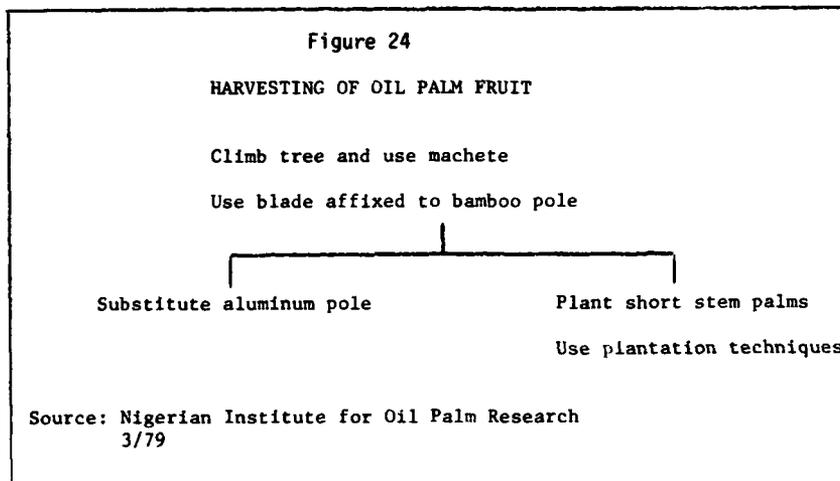 Figure 24
HARVESTING OF OIL PALM FRUIT
Climb tree and use machete
Use blade affixed to bamboo pole
Substitute aluminum pole
Plant short stem palms
Use plantation techniques
Source: Nigerian Institute for Oil Palm Research
3/79